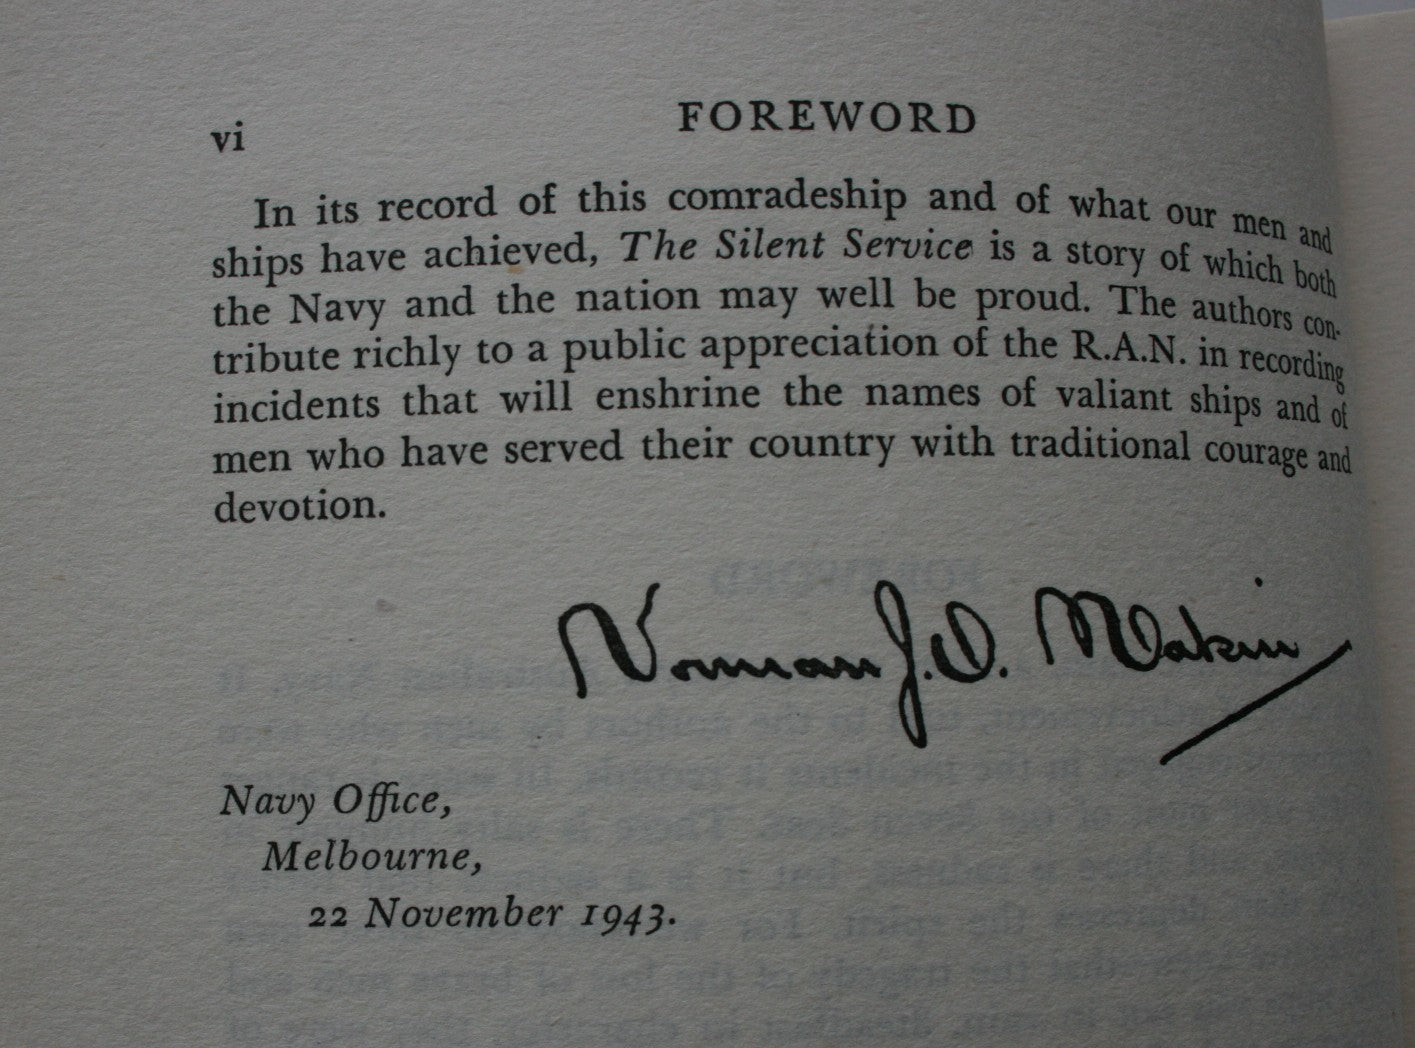 vi FOREWORD
In its record of this comradeship and of what our men and
ships have achieved, The Silent Service is a story of which both
the Navy and the nation may well be proud. The authors con-
tribute richly to a public appreciation of the R.A.N. in recording
incidents that will enshrine the names of valiant ships and of
men who have served their country with traditional courage and
devotion.
Norman J.O. Makin
Navy Office,
Melbourne,
22 November 1943.